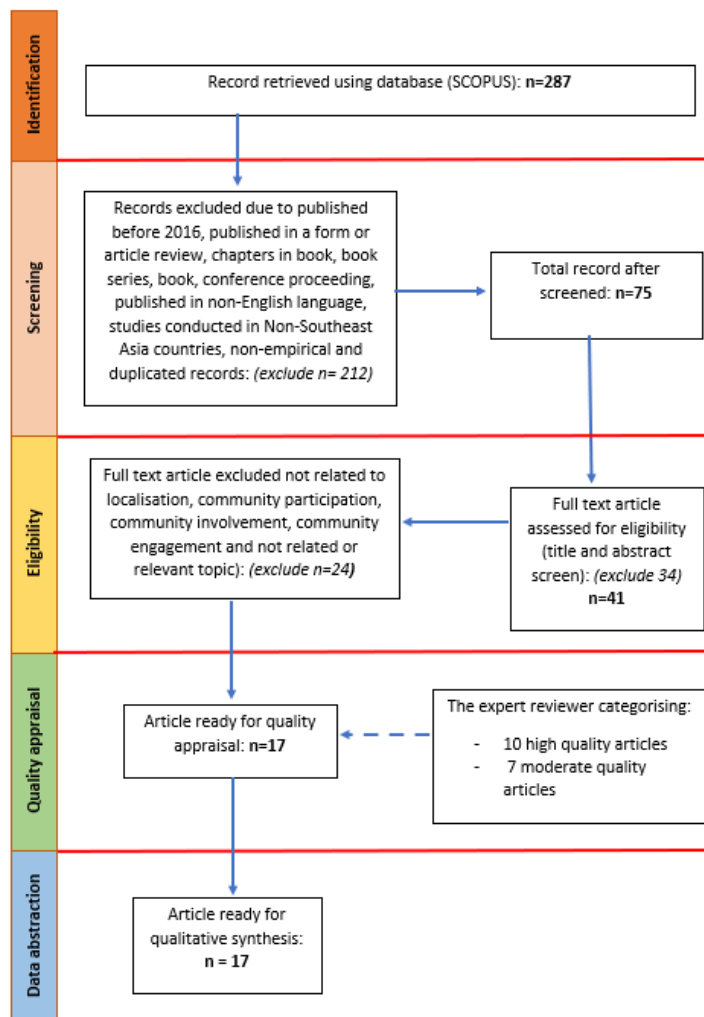 Identification
Record retrieved using database (SCOPUS): n=287
Screening
Records excluded due to published
before 2016, published in a form or
article review, chapters in book, book
series, book, conference proceeding,
published in non-English language,
studies conducted in Non-Southeast
Asia countries, non-empirical and
duplicated records: (exclude n= 212)
Total record after
screened: n=75
Eligibility
Full text article excluded not related to
localisation, community participation,
community involvement, community
engagement and not related or
relevant topic): (exclude n=24)
Full text article
assessed for eligibility
(title and abstract
screen): (exclude 34)
n=41
Quality appraisal
Article ready for quality
appraisal: n=17
The expert reviewer categorising:
- 10 high quality articles
- 7 moderate quality
articles
Data abstraction
Article ready for
qualitative synthesis:
n = 17